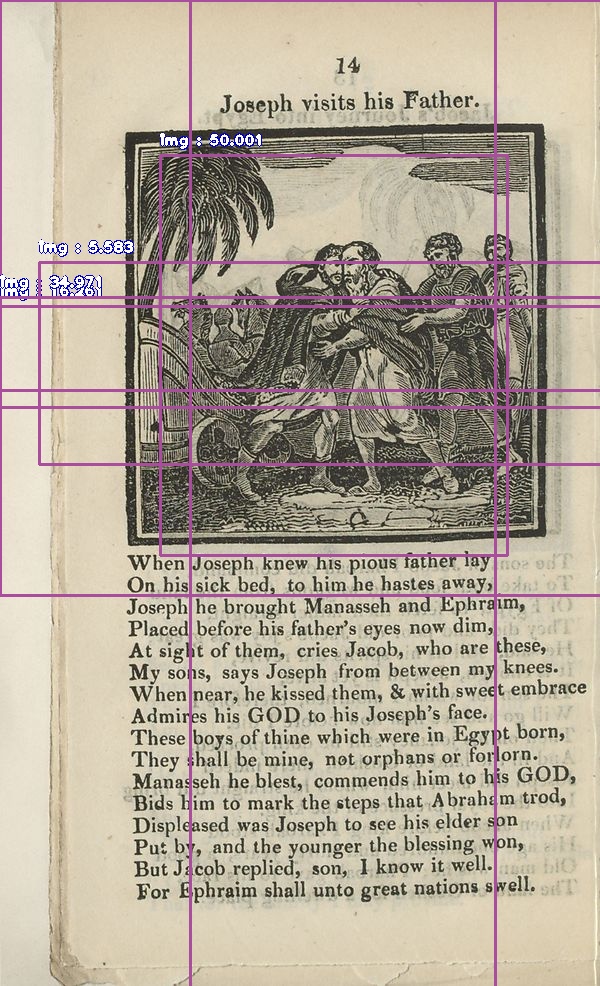 14
Joseph visits his Father.
img : 50.001
img : 5.583
When Joseph knew his pious father lay
On his sick bed, to him he hastes away,
Joseph he brought Manasseh and Ephraim,
Placed before his father's eyes now dim,
At sight of them, cries Jacob, who are these,
My sons, says Joseph from between my knees.
When near, he kissed them, & with sweet embrace
Admires his GOD to his Joseph's face.
These boys of thine which were in Egypt born,
They shall be mine, not orphans or forlorn.
Manasseh he blest, commends him to his GOD,
Bids him to mark the steps that Abraham trod,
Displeased was Joseph to see his elder son
Put by, and the younger the blessing won,
But Jacob replied, son, I know it well.
For Ephraim shall unto great nations swell.